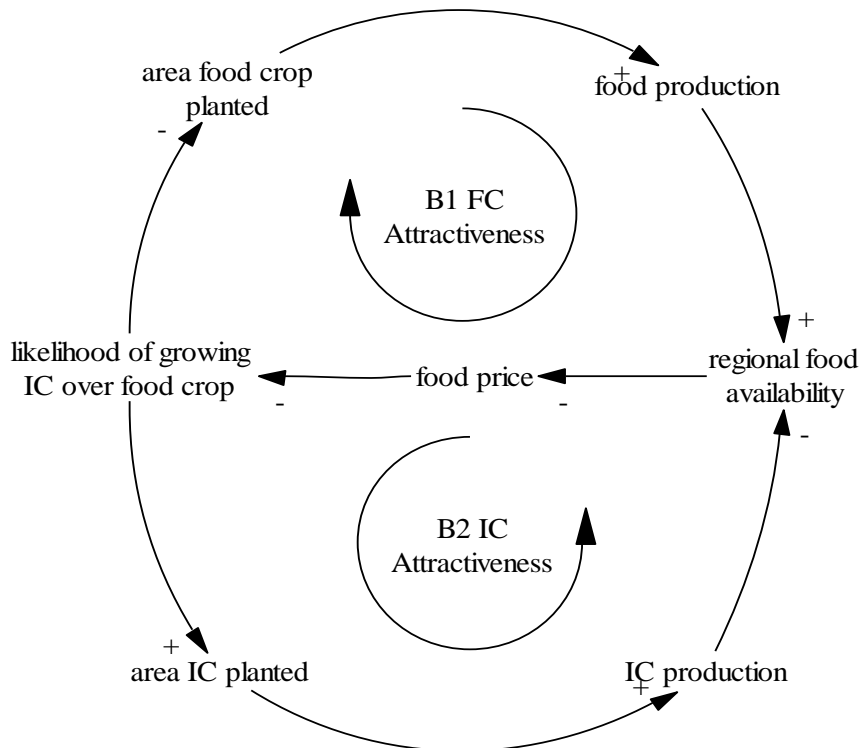 area food crop
planted
-
+
food production
B1 FC
Attractiveness
+
likelihood of growing
IC over food crop
-
food price
-
regional food
availability
-
B2 IC
Attractiveness
+
area IC planted
IC production
+